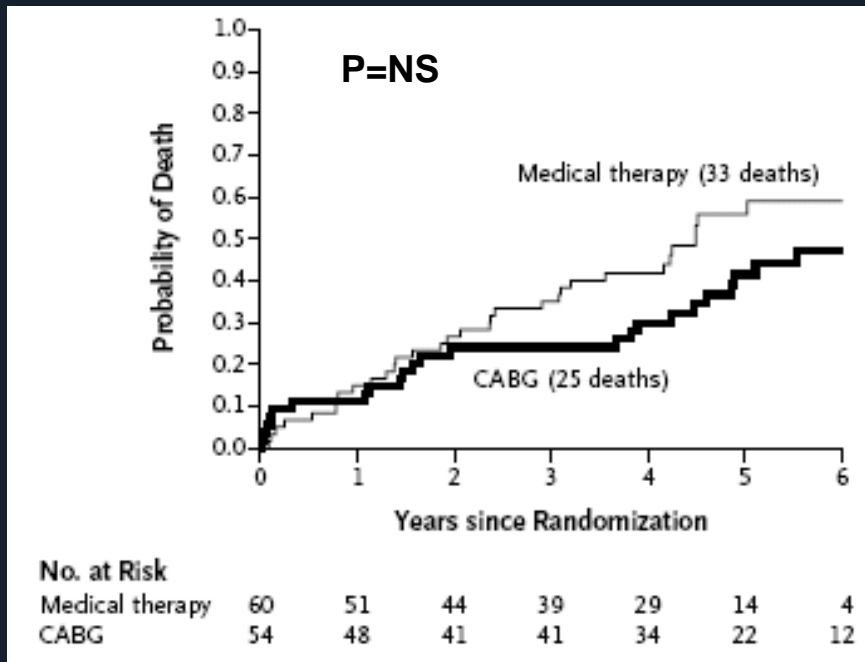 1.0
P=NS
0.9
0.8
0.7
Medical therapy (33 deaths)
0.6
0.5
0.4
0.3
0.2
CABG (25 deaths)
0.1
0.0
Probability of Death
0 1 2 3 4 5 6
Years since Randomization
No. at Risk
Medical therapy 60 51 44 39 29 14 4
CABG 54 48 41 41 34 22 12